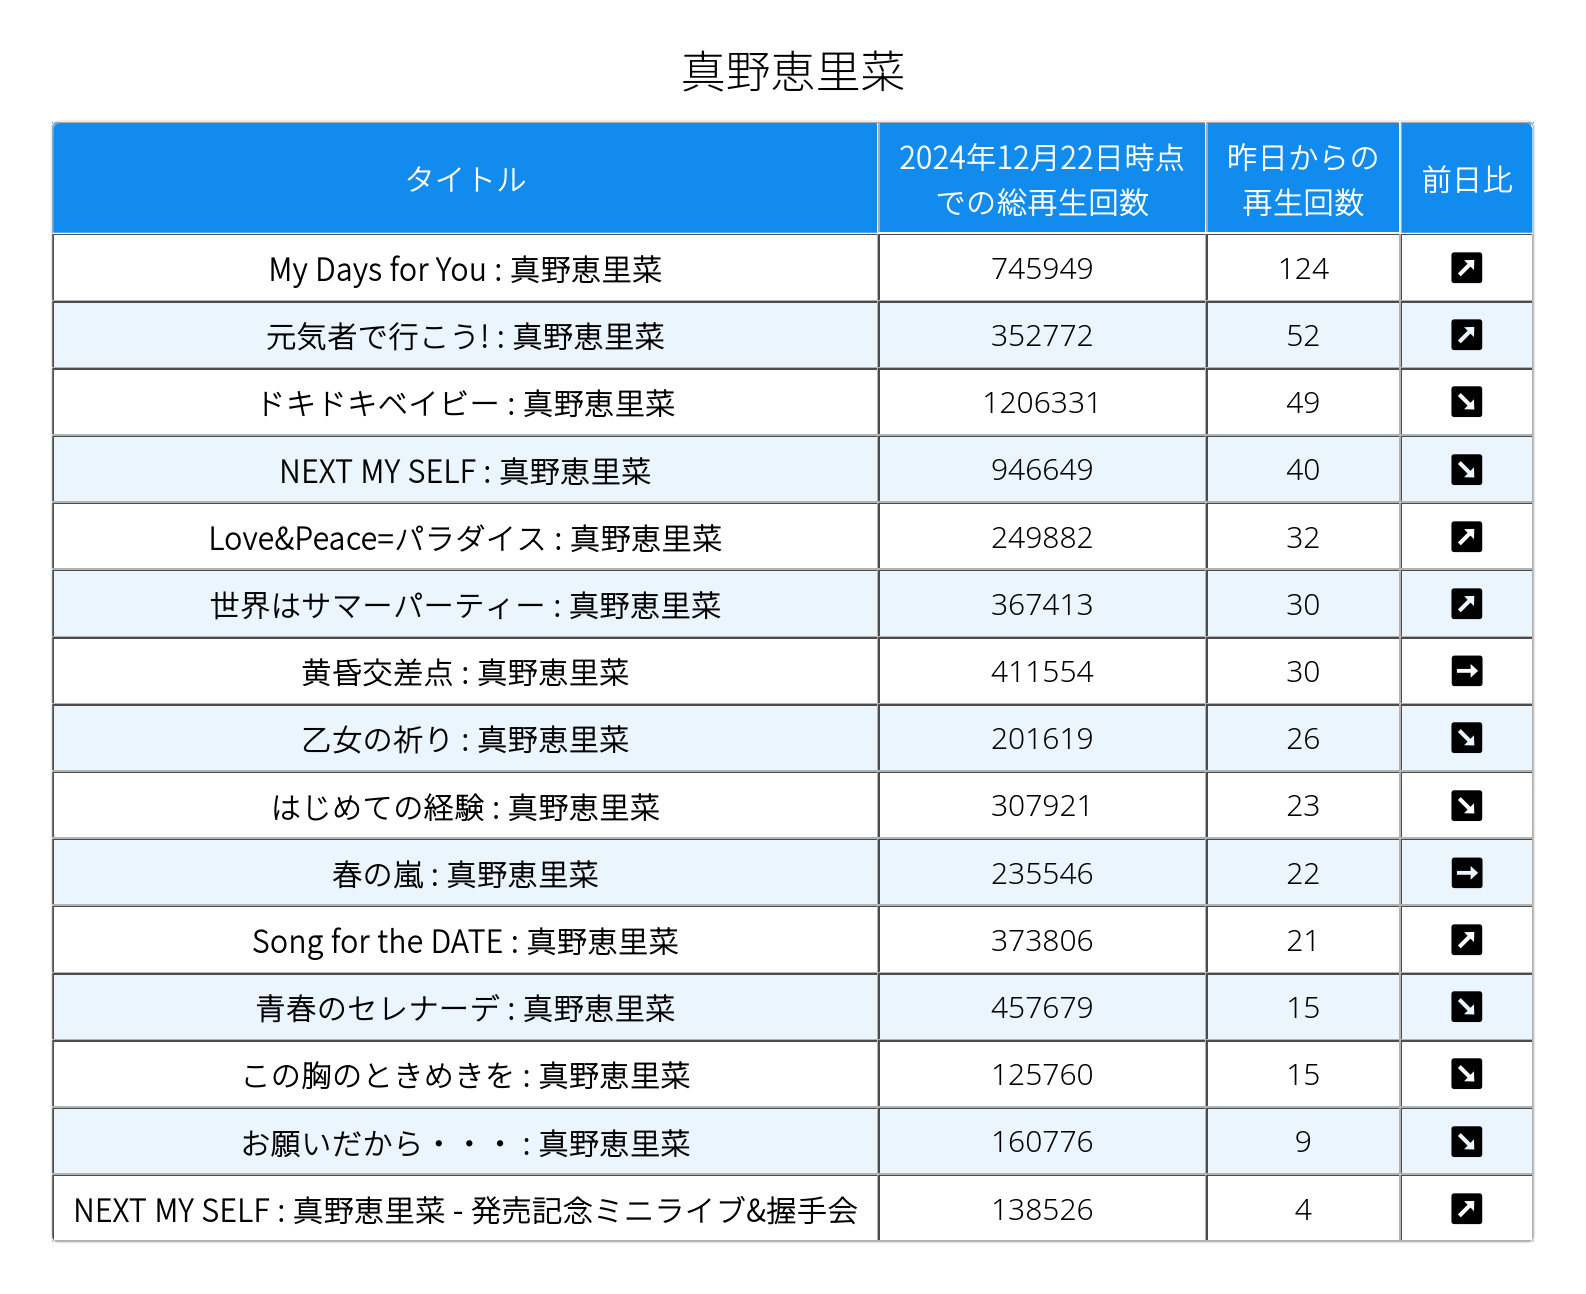 真野恵里菜
タイトル 2024年12月22日時点での総再生回数 昨日からの再生回数 前日比
My Days for You : 真野恵里菜 745949 124 ↗
元気者で行こう! : 真野恵里菜 352772 52 ↗
ドキドキベイビー : 真野恵里菜 1206331 49 ↘
NEXT MY SELF : 真野恵里菜 946649 40 ↘
Love&Peace=パラダイス : 真野恵里菜 249882 32 ↗
世界はサマーパーティー : 真野恵里菜 367413 30 ↗
黄昏交差点 : 真野恵里菜 411554 30 →
乙女の祈り : 真野恵里菜 201619 26 ↘
はじめての経験 : 真野恵里菜 307921 23 ↘
春の嵐 : 真野恵里菜 235546 22 →
Song for the DATE : 真野恵里菜 373806 21 ↗
青春のセレナーデ : 真野恵里菜 457679 15 ↘
この胸のときめきを : 真野恵里菜 125760 15 ↘
お願いだから・・・ : 真野恵里菜 160776 9 ↘
NEXT MY SELF : 真野恵里菜 - 発売記念ミニライブ&握手会 138526 4 ↗